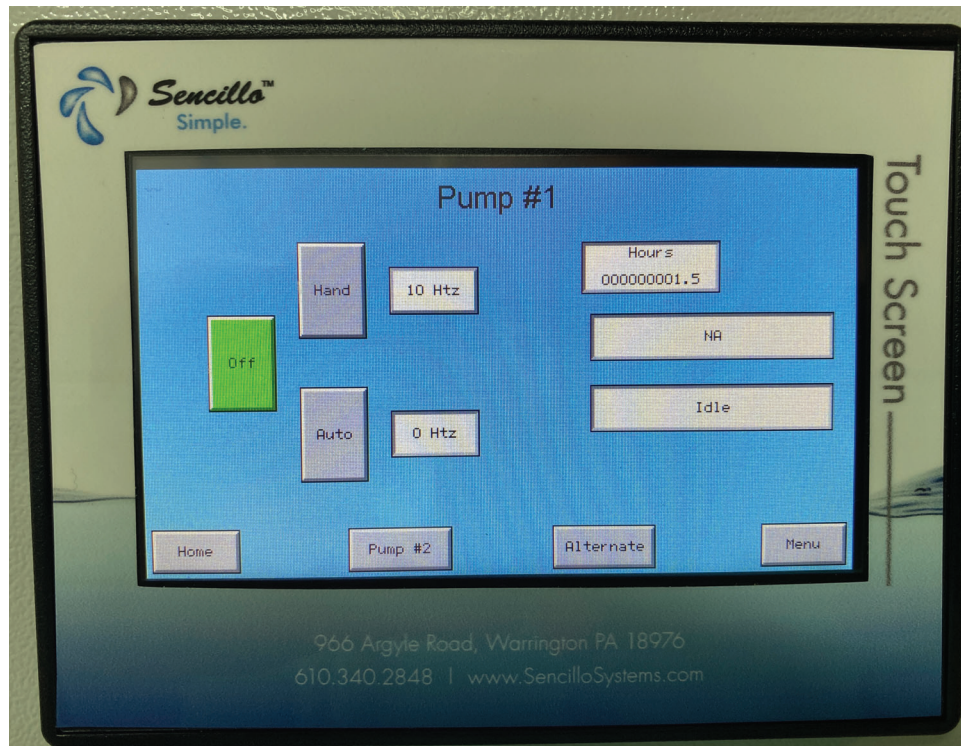 Sencillo™
Simple.
Touch Screen
Pump #1
Hand
10 Htz
Hours
000000001.5
Off
NA
Auto
0 Htz
Idle
Home
Pump #2
Alternate
Menu
966 Argyle Road, Warrington PA 18976
610.340.2848 | www.SencilloSystems.com